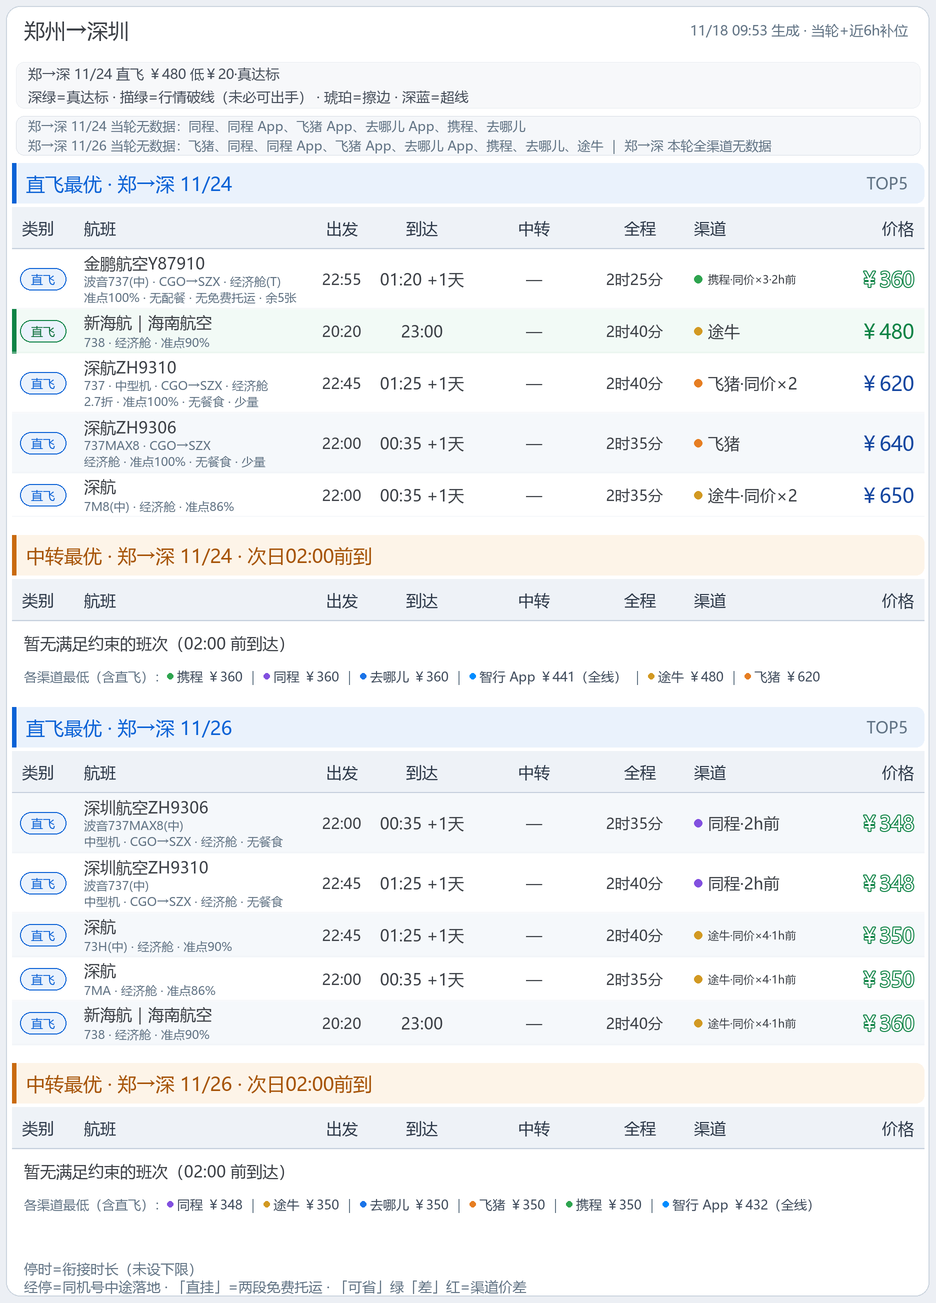 郑州→深圳
11/18 09:53 生成 · 当轮+近6h补位
郑→深 11/24 直飞 ￥480 低￥20·真达标
深绿=真达标 · 描绿=行情破线（未必可出手） · 琥珀=擦边 · 深蓝=超线
郑→深 11/24 当轮无数据：同程、同程 App、飞猪 App、去哪儿 App、携程、去哪儿
郑→深 11/26 当轮无数据：飞猪、同程、同程 App、飞猪 App、去哪儿 App、携程、去哪儿、途牛 | 郑→深 本轮全渠道无数据
直飞最优 · 郑→深 11/24 TOP5
类别 航班 出发 到达 中转 全程 渠道 价格
金鹏航空Y87910
直飞 波音737(中) · CGO→SZX · 经济舱(T) 22:55 01:20 +1天 — 2时25分 携程·同价×3·2h前 ￥360
准点100% · 无配餐 · 无免费托运 · 余5张
新海航 | 海南航空
直飞 20:20 23:00 — 2时40分 途牛 ￥480
738 · 经济舱 · 准点90%
深航ZH9310
直飞 737 · 中型机 · CGO→SZX · 经济舱 22:45 01:25 +1天 — 2时40分 飞猪·同价×2 ￥620
2.7折 · 准点100% · 无餐食 · 少量
深航ZH9306
直飞 737MAX8 · CGO→SZX 22:00 00:35 +1天 — 2时35分 飞猪 ￥640
经济舱 · 准点100% · 无餐食 · 少量
深航
直飞 22:00 00:35 +1天 — 2时35分 途牛·同价×2 ￥650
7M8(中) · 经济舱 · 准点86%
中转最优 · 郑→深 11/24 · 次日02:00前到
类别 航班 出发 到达 中转 全程 渠道 价格
暂无满足约束的班次（02:00 前到达）
各渠道最低（含直飞）: 携程 ￥360 | 同程 ￥360 | 去哪儿 ￥360 | 智行 App ￥441（全线） | 途牛 ￥480 | 飞猪 ￥620
直飞最优 · 郑→深 11/26 TOP5
类别 航班 出发 到达 中转 全程 渠道 价格
深圳航空ZH9306
直飞 波音737MAX8(中) 22:00 00:35 +1天 — 2时35分 同程·2h前 ￥348
中型机 · CGO→SZX · 经济舱 · 无餐食
深圳航空ZH9310
直飞 波音737(中) 22:45 01:25 +1天 — 2时40分 同程·2h前 ￥348
中型机 · CGO→SZX · 经济舱 · 无餐食
深航
直飞 22:45 01:25 +1天 — 2时40分 途牛·同价×4·1h前 ￥350
73H(中) · 经济舱 · 准点90%
深航
直飞 22:00 00:35 +1天 — 2时35分 途牛·同价×4·1h前 ￥350
7MA · 经济舱 · 准点86%
新海航 | 海南航空
直飞 20:20 23:00 — 2时40分 途牛·同价×4·1h前 ￥360
738 · 经济舱 · 准点90%
中转最优 · 郑→深 11/26 · 次日02:00前到
类别 航班 出发 到达 中转 全程 渠道 价格
暂无满足约束的班次（02:00 前到达）
各渠道最低（含直飞）: 同程 ￥348 | 途牛 ￥350 | 去哪儿 ￥350 | 飞猪 ￥350 | 携程 ￥350 | 智行 App ￥432（全线）
停时=衔接时长（未设下限）
经停=同机号中途落地 · 「直挂」=两段免费托运 · 「可省」绿「差」红=渠道价差